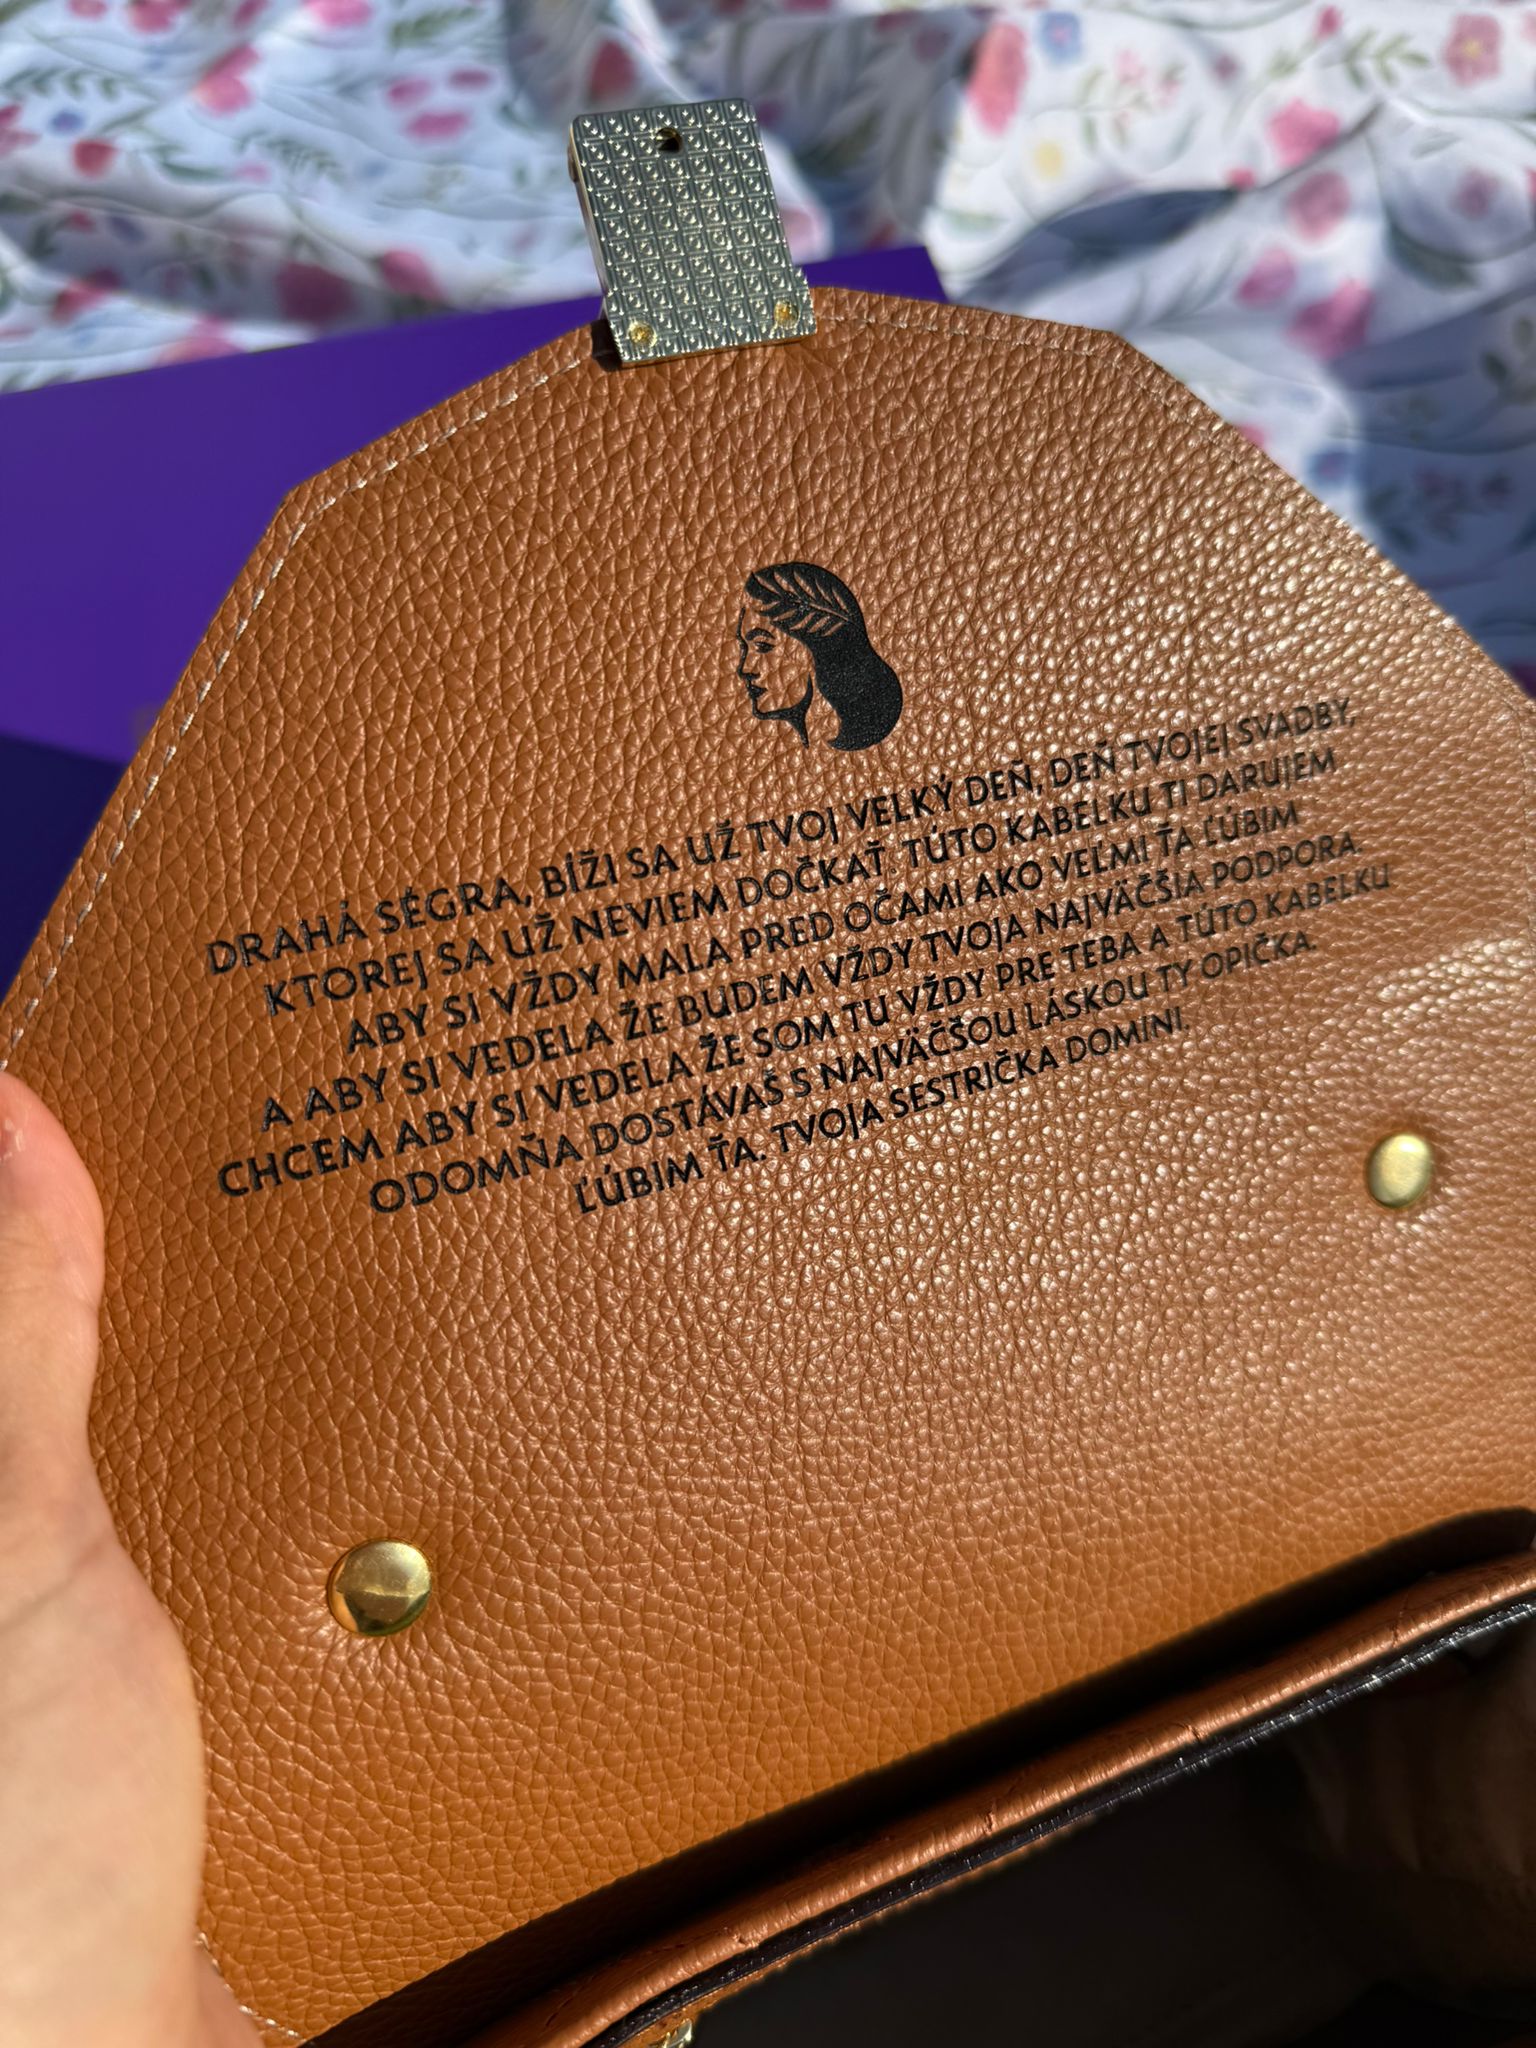 DRAHÁ SÉGRA, BÍŽI SA UŽ TVOJ VELKÝ DEŇ, DEŇ TVOJEJ SVADBY,
KTOREJ SA UŽ NEVIEM DOČKAŤ. TÚTO KABELKU TI DARUJEM
ABY SI VŽDY MALA PRED OČAMI AKO VEĽMI ŤA ĽÚBIM
A ABY SI VEDELA ŽE BUDEM VŽDY TVOJA NAJVÄČŠIA PODPORA.
CHCEM ABY SI VEDELA ŽE SOM TU VŽDY PRE TEBA A TÚTO KABELKU
ODOMŇA DOSTÁVAŠ S NAJVÄČŠOU LÁSKOU TY OPIČKA.
ĽÚBIM ŤA. TVOJA SESTRIČKA DOMINI.